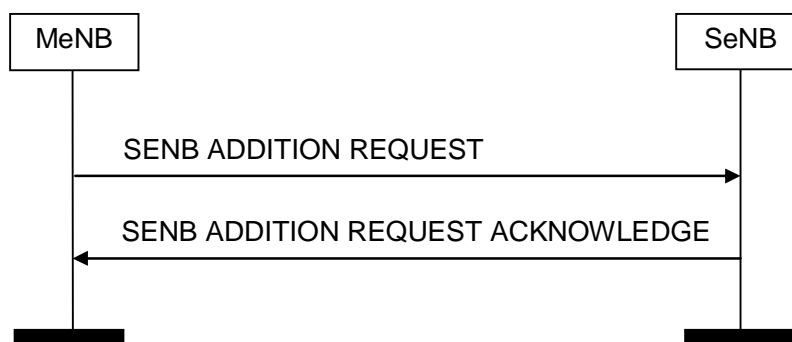 MeNB
SeNB
SENB ADDITION REQUEST
SENB ADDITION REQUEST ACKNOWLEDGE